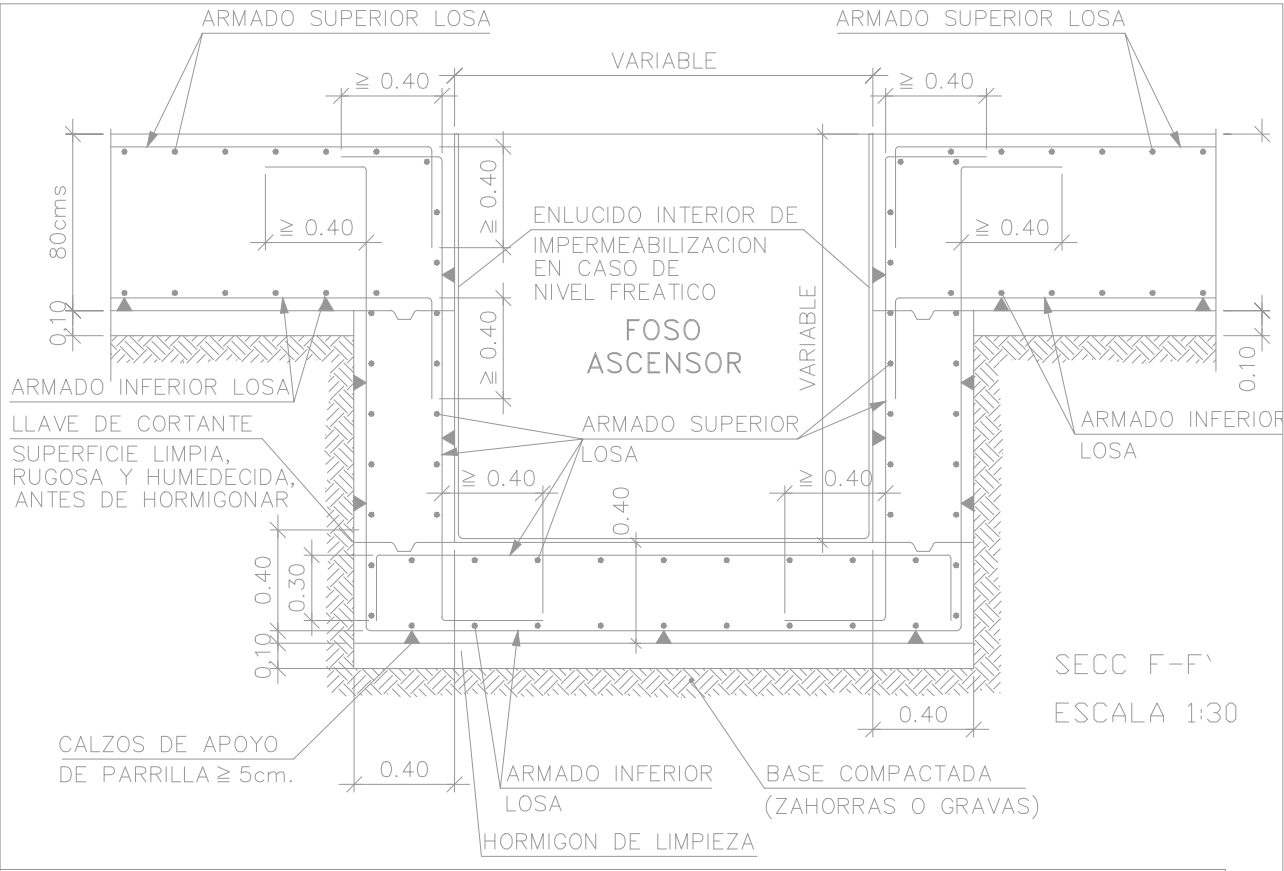 ARMADO SUPERIOR LOSA
ARMADO SUPERIOR LOSA
VARIABLE
≥ 0.40
≥ 0.40
80cms
≥ 0.40
≥ 0.40
≥ 0.40
ENLUCIDO INTERIOR DE
IMPERMEABILIZACION
EN CASO DE
NIVEL FREATICO
FOSO
ASCENSOR
VARIABLE
0,10
0.10
≥ 0.40
ARMADO INFERIOR LOSA
LLAVE DE CORTANTE
SUPERFICIE LIMPIA,
RUGOSA Y HUMEDECIDA,
ANTES DE HORMIGONAR
ARMADO SUPERIOR
LOSA
ARMADO INFERIOR
LOSA
≥ 0.40
≥ 0.40
0.40
0.40
0.30
0.10
SECC F-F`
ESCALA 1:30
CALZOS DE APOYO
DE PARRILLA ≥ 5cm.
0.40
0.40
ARMADO INFERIOR
LOSA
BASE COMPACTADA
(ZAHORRAS O GRAVAS)
HORMIGON DE LIMPIEZA